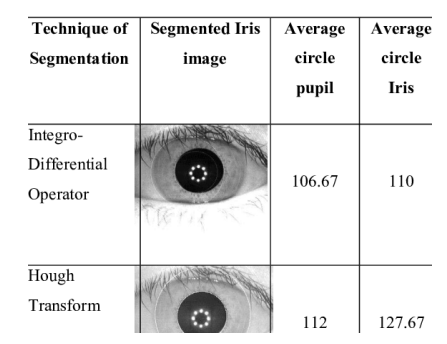 Technique of Segmented Iris Average Average
Segmentation image circle circle
pupil Iris
Integro-
Differential
Operator
106.67 110
Hough
Transform
112 127.67